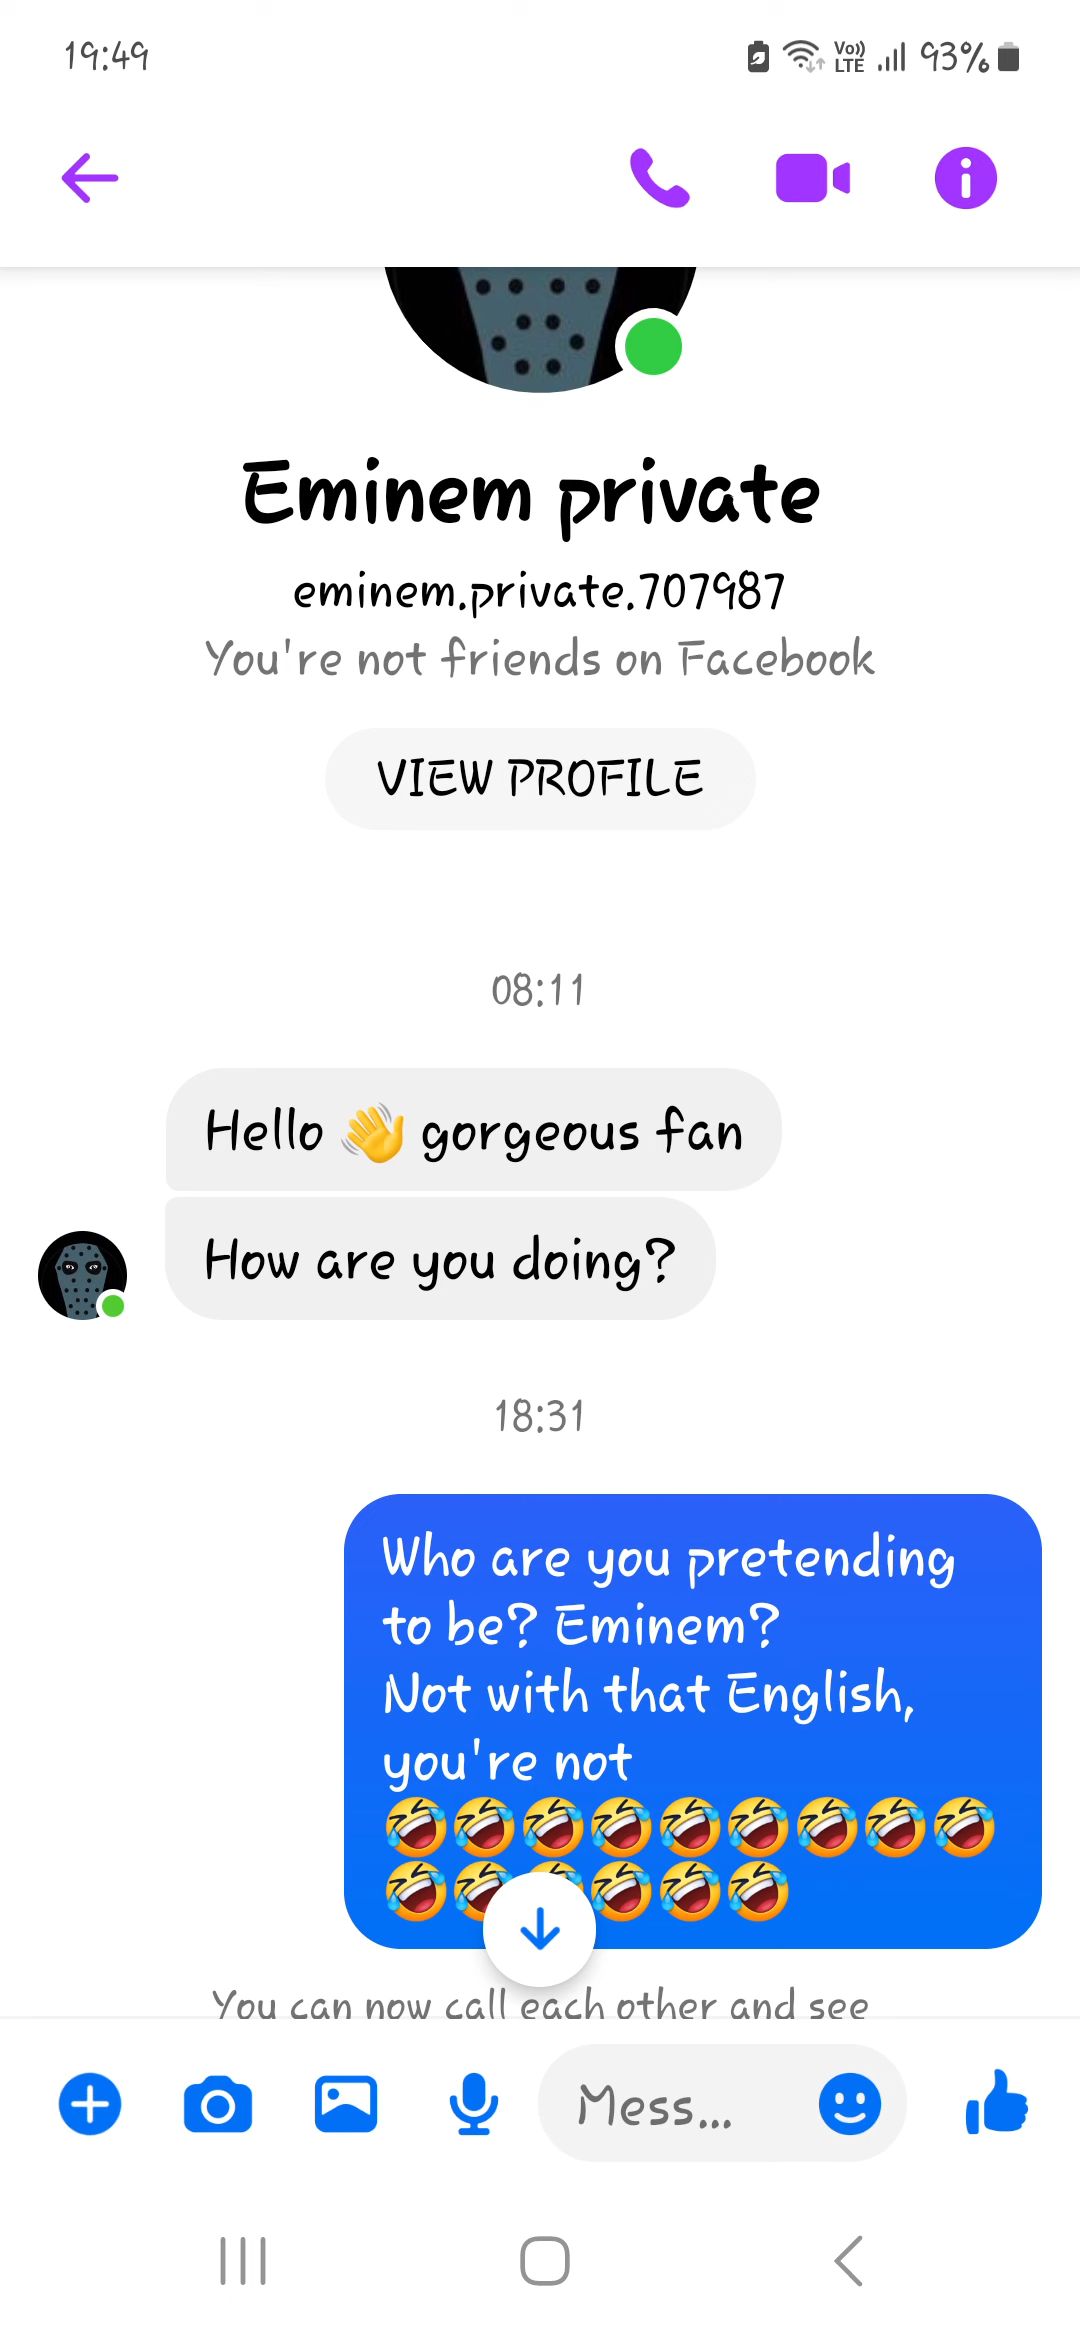 19:49
Vo)) LTE 93%
Eminem private
eminem.private.707987
You're not friends on Facebook
VIEW PROFILE
08:11
Hello 👋 gorgeous fan
How are you doing?
18:31
Who are you pretending
to be? Eminem?
Not with that English,
you're not
🤣🤣🤣🤣🤣🤣🤣🤣🤣
🤣🤣🤣🤣🤣🤣
You can now call each other and see
Mess...